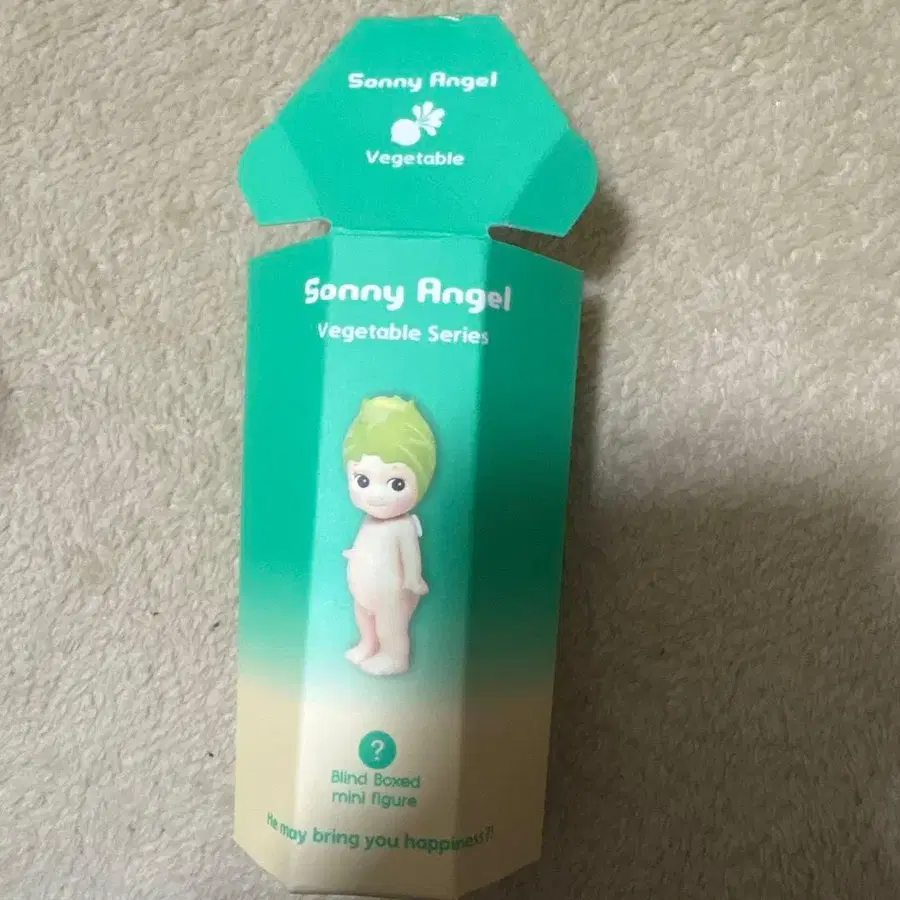 Sonny Angel
Vegetable
Sonny Angel
Vegetable Series
?
Blind Boxed
mini figure
He may bring you happiness?!